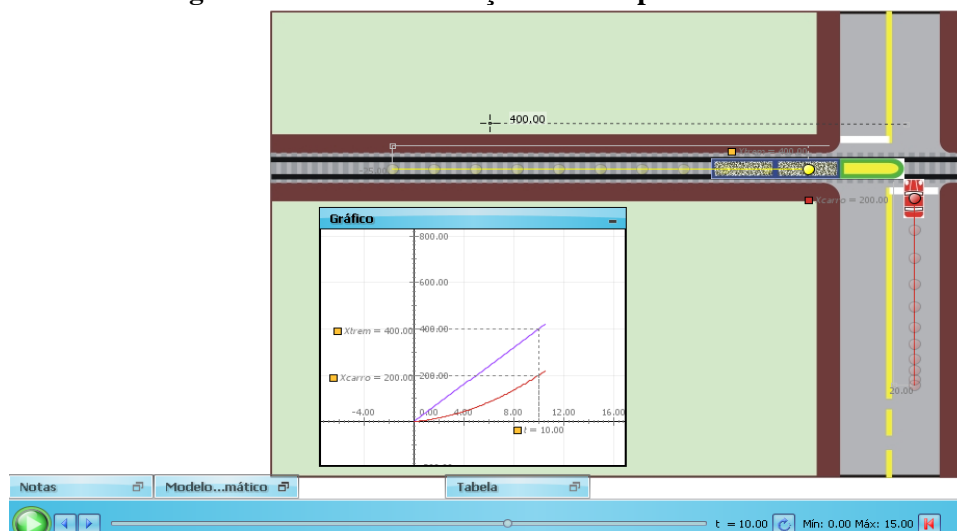 400.00
Xtrem = 400.00
Xcarro = 200.00
20.00
Gráfico
800.00
600.00
Xtrem = 400.00 400.00
Xcarro = 200.00 200.00
-4.00 0.00 4.00 8.00 12.00 16.00
t = 10.00
Notas Modelo...mático Tabela
t = 10.00 Mín: 0.00 Máx: 15.00